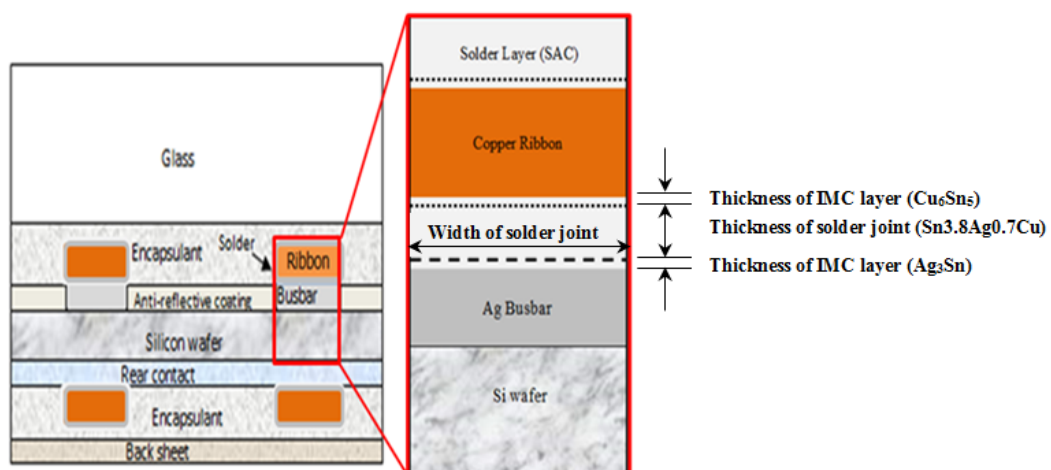 Glass
Encapsulant
Solder
Ribbon
Busbar
Anti-reflective coating
Silicon wafer
Rear contact
Encapsulant
Back sheet
Solder Layer (SAC)
Copper Ribbon
Width of solder joint
Ag Busbar
Si wafer
Thickness of IMC layer (Cu₆Sn₅)
Thickness of solder joint (Sn3.8Ag0.7Cu)
Thickness of IMC layer (Ag₃Sn)